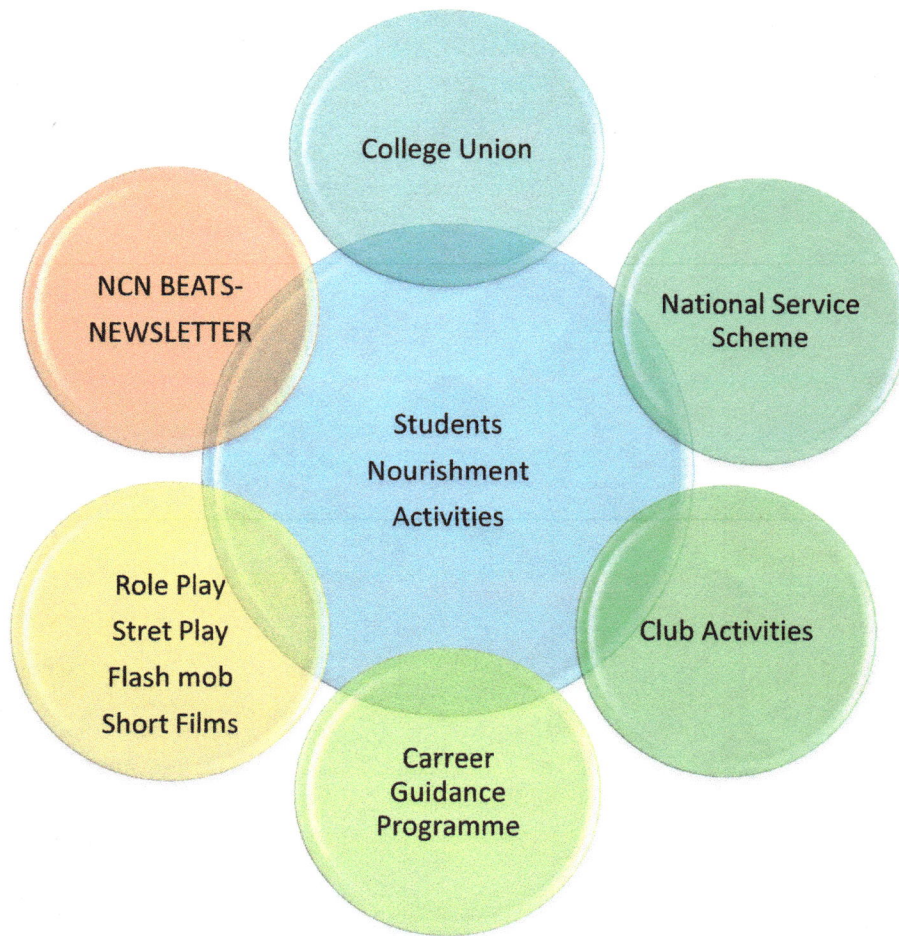 College Union
National Service
Scheme
Club Activities
Carreer
Guidance
Programme
Role Play
Stret Play
Flash mob
Short Films
NCN BEATS-
NEWSLETTER
Students
Nourishment
Activities